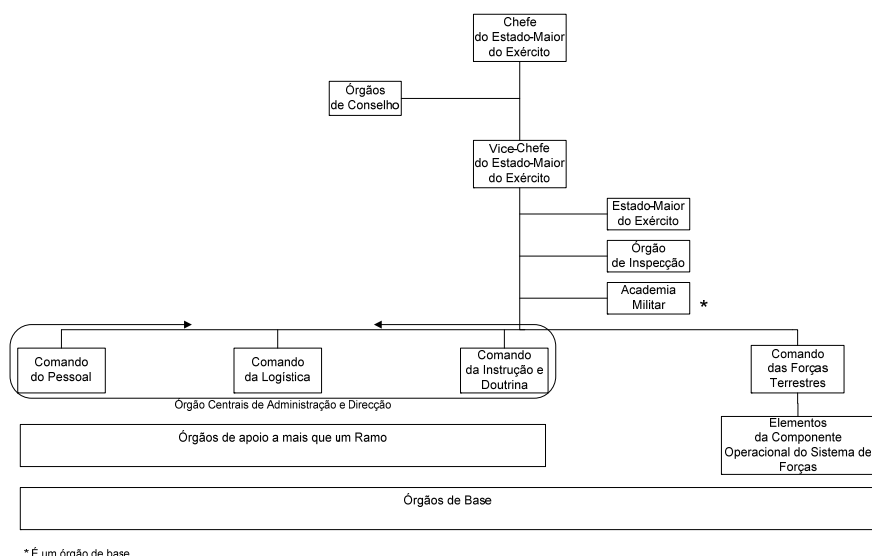 Chefe
do Estado-Maior
do Exército
Órgãos
de Conselho
Vice-Chefe
do Estado-Maior
do Exército
Estado-Maior
do Exército
Órgão
de Inspecção
Academia
Militar
*
Comando
do Pessoal
Comando
da Logística
Comando
da Instrução e
Doutrina
Comando
das Forças
Terrestres
Órgão Centrais de Administração e Direcção
Elementos
da Componente
Operacional do Sistema de
Forças
Órgãos de apoio a mais que um Ramo
Órgãos de Base
* É um órgão de base